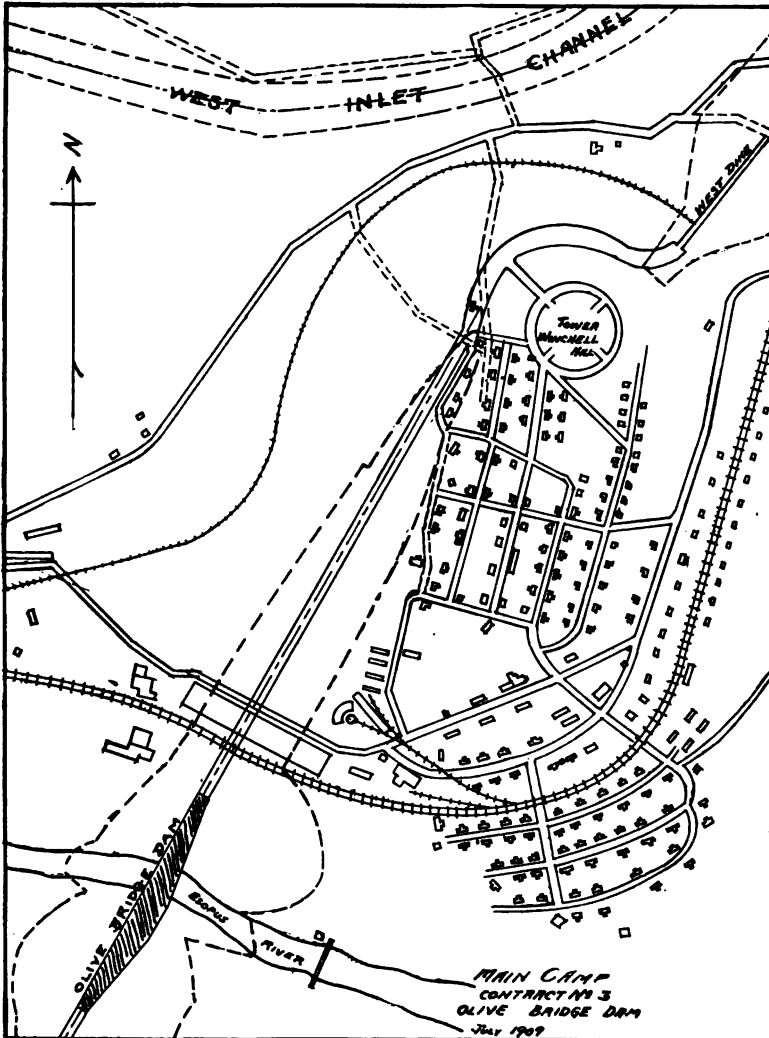 WEST INLET CHANNEL
N
WEST DIKE
TOWER
WINCHELL
HILL
OLIVE BRIDGE DAM
ESOPUS
RIVER
MAIN CAMP
CONTRACT Nº 3
OLIVE BRIDGE DAM
JULY 1909